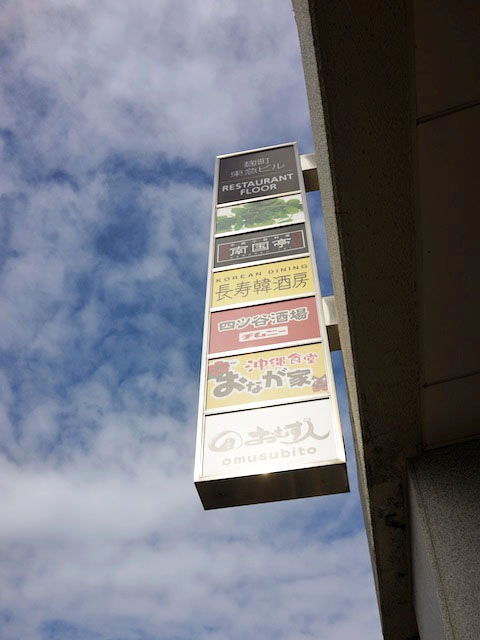 麹町
東急ビル
RESTAURANT
FLOOR
南国亭
KOREAN DINING
長寿韓酒房
四ツ谷酒場
沖縄食堂
おなが家
おむすび人
omusubito